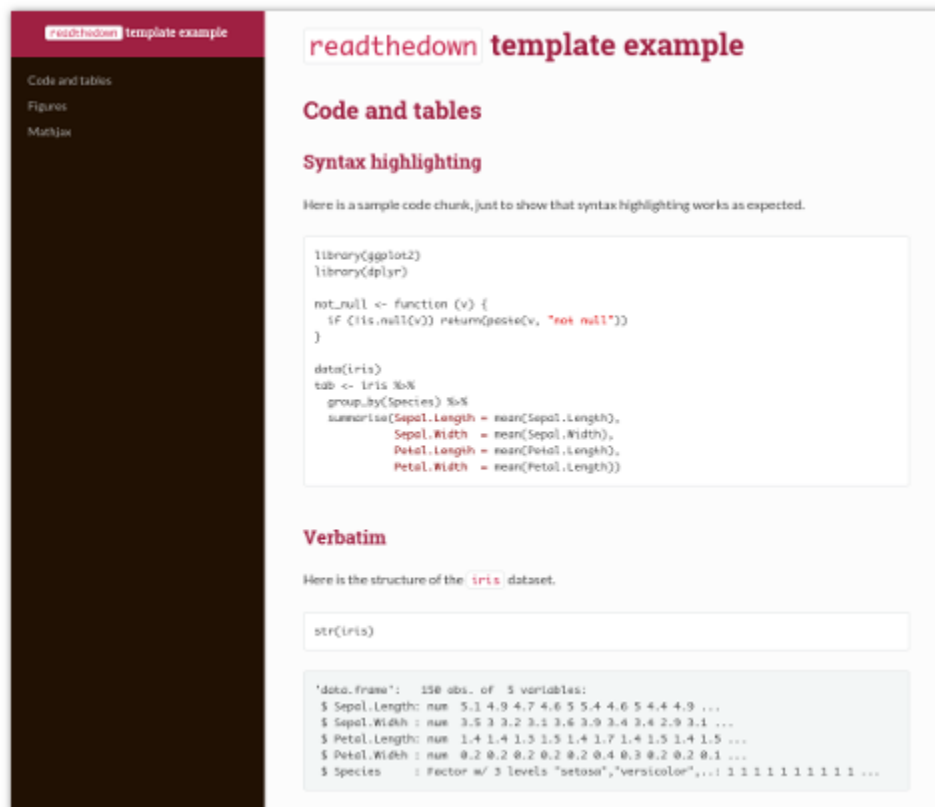 readthedown template example
Code and tables
Figures
Mathjax
readthedown template example
Code and tables
Syntax highlighting
Here is a sample code chunk, just to show that syntax highlighting works as expected.
library(ggplot2)
library(dplyr)
not_null <- function (v) {
  if (!is.null(v)) return(paste(v, "not null"))
}
data(iris)
tab <- iris %>%
  group_by(Species) %>%
  summarise(Sepal.Length = mean(Sepal.Length),
            Sepal.Width  = mean(Sepal.Width),
            Petal.Length = mean(Petal.Length),
            Petal.Width  = mean(Petal.Length))
Verbatim
Here is the structure of the iris dataset.
str(iris)
'data.frame':   150 obs. of  5 variables:
 $ Sepal.Length: num  5.1 4.9 4.7 4.6 5 5.4 4.6 5 4.4 4.9 ...
 $ Sepal.Width : num  3.5 3 3.2 3.1 3.6 3.9 3.4 3.4 2.9 3.1 ...
 $ Petal.Length: num  1.4 1.4 1.3 1.5 1.4 1.7 1.4 1.5 1.4 1.5 ...
 $ Petal.Width : num  0.2 0.2 0.2 0.2 0.2 0.4 0.3 0.2 0.2 0.1 ...
 $ Species     : Factor w/ 3 levels "setosa","versicolor",..: 1 1 1 1 1 1 1 1 1 1 ...